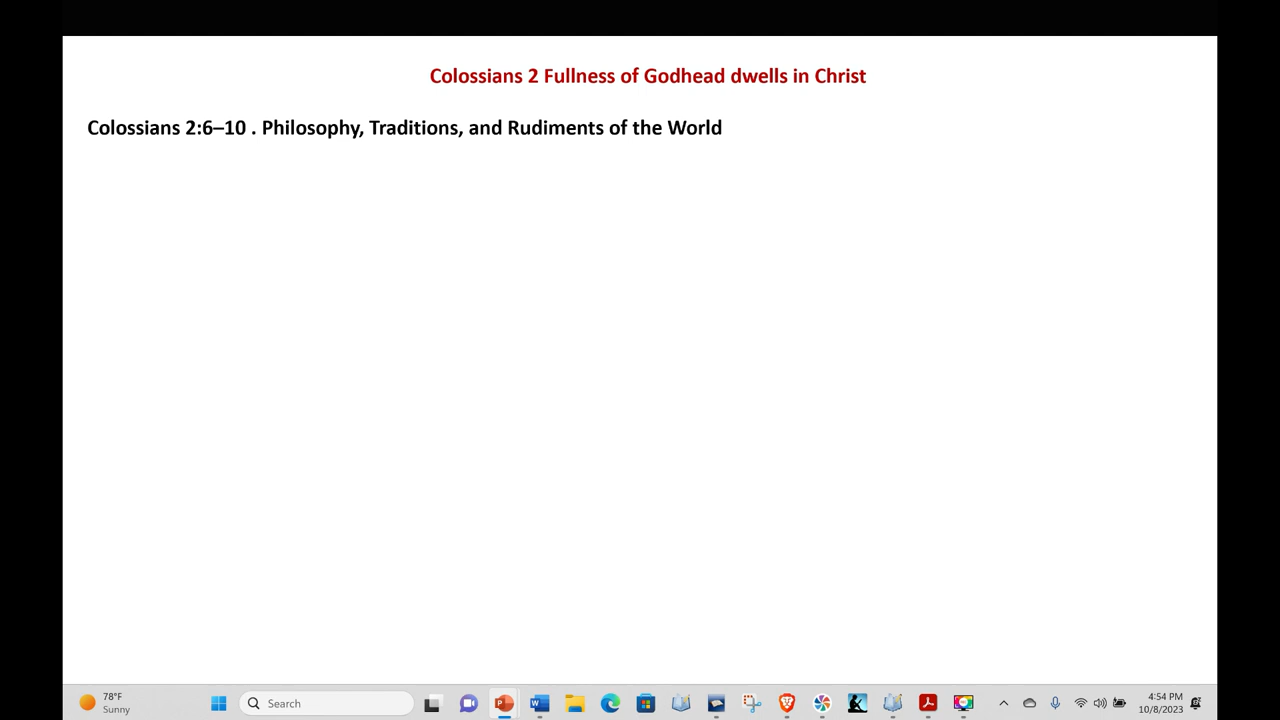 Colossians 2 Fullness of Godhead dwells in Christ
Colossians 2:6–10 . Philosophy, Traditions, and Rudiments of the World
78°F
Sunny
Search
4:54 PM
10/8/2023